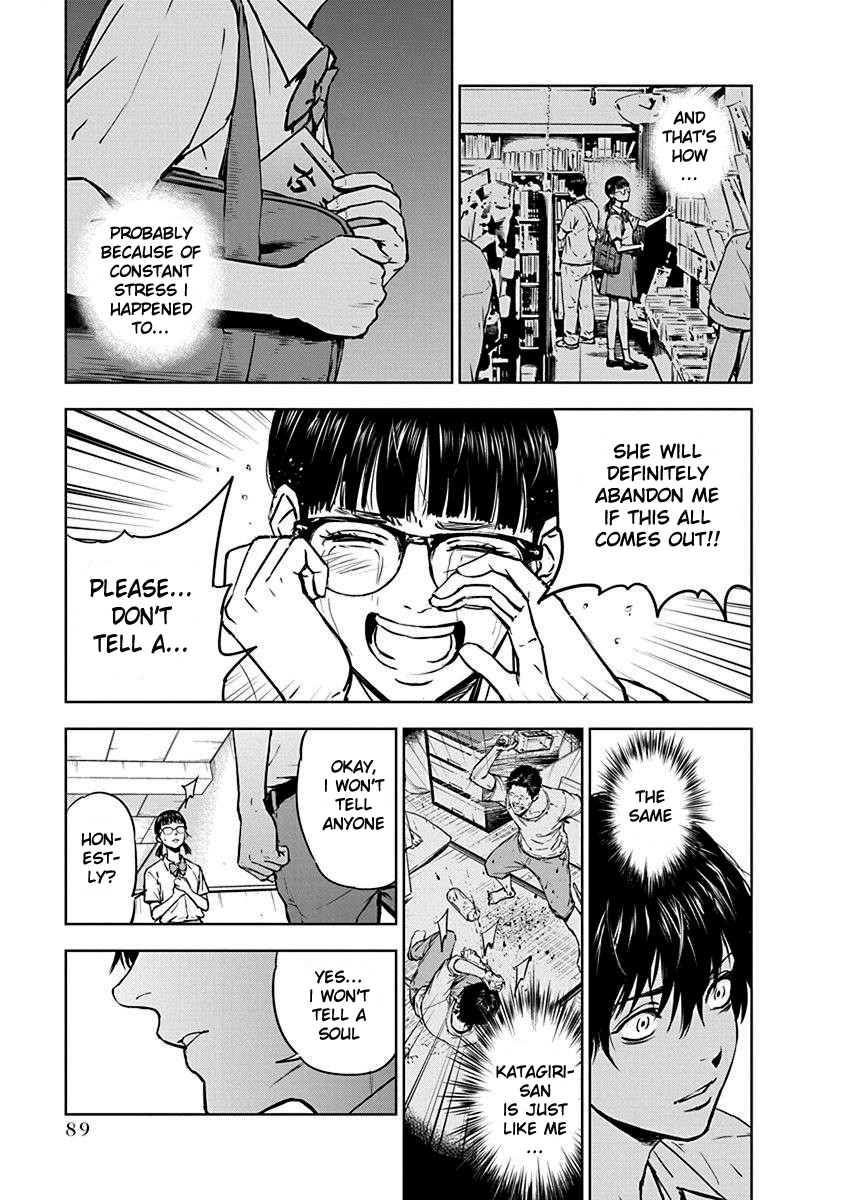 AND
THAT'S
HOW
...
PROBABLY
BECAUSE OF
CONSTANT
STRESS I
HAPPENED
TO...
SHE WILL
DEFINITELY
ABANDON ME
IF THIS ALL
COMES OUT!!
PLEASE...
DON'T
TELL A...
THE
SAME
KATAGIRI-
SAN
IS JUST
LIKE ME
...
OKAY,
I WON'T
TELL
ANYONE
HON-
EST-
LY?
YES...
I WON'T
TELL A
SOUL
89